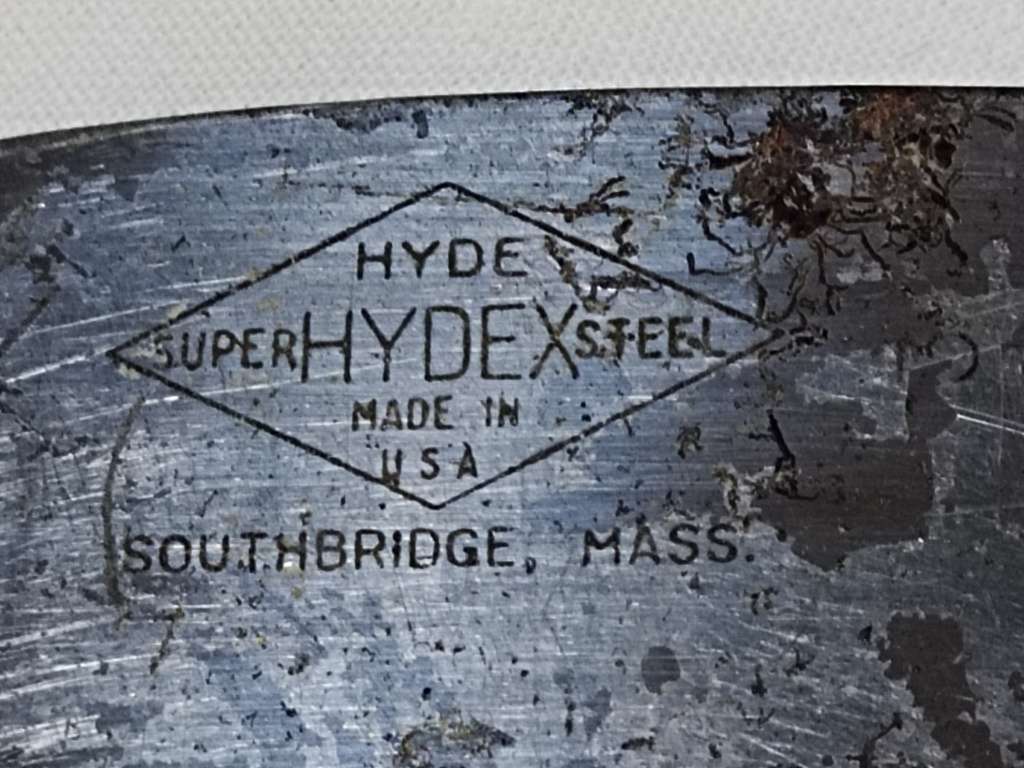 HYDE
SUPER HYDEX STEEL
MADE IN
USA
SOUTHBRIDGE, MASS.